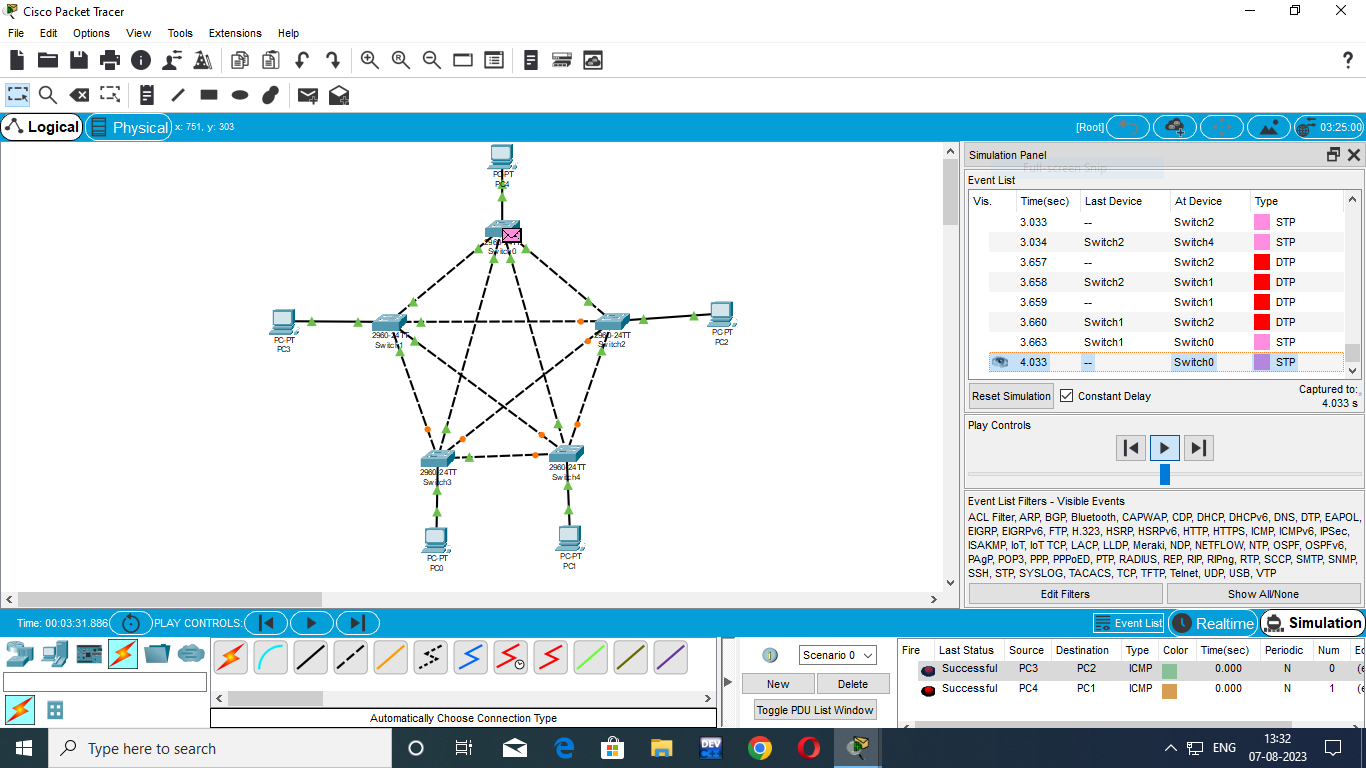 Cisco Packet Tracer
File Edit Options View Tools Extensions Help
?
Logical Physical x: 751, y: 303 [Root] 03:25:00
PC-PT
PC4
Switch0
PC-PT
PC3
2960-24TT
Switch1
2960-24TT
Switch2
PC-PT
PC2
2960-24TT
Switch3
2960-24TT
Switch4
PC-PT
PC0
PC-PT
PC1
Simulation Panel
Full-screen Snip
Event List
Vis. Time(sec) Last Device At Device Type
3.033 -- Switch2 STP
3.034 Switch2 Switch4 STP
3.657 -- Switch2 DTP
3.658 Switch2 Switch1 DTP
3.659 -- Switch1 DTP
3.660 Switch1 Switch2 DTP
3.663 Switch1 Switch0 STP
4.033 -- Switch0 STP
Reset Simulation Constant Delay Captured to:
4.033 s
Play Controls
Event List Filters - Visible Events
ACL Filter, ARP, BGP, Bluetooth, CAPWAP, CDP, DHCP, DHCPv6, DNS, DTP, EAPOL,
EIGRP, EIGRPv6, FTP, H.323, HSRP, HSRPv6, HTTP, HTTPS, ICMP, ICMPv6, IPSec,
ISAKMP, IoT, IoT TCP, LACP, LLDP, Meraki, NDP, NETFLOW, NTP, OSPF, OSPFv6,
PAgP, POP3, PPP, PPPoED, PTP, RADIUS, REP, RIP, RIPng, RTP, SCCP, SMTP, SNMP,
SSH, STP, SYSLOG, TACACS, TCP, TFTP, Telnet, UDP, USB, VTP
Edit Filters Show All/None
Time: 00:03:31.886 PLAY CONTROLS: Event List Realtime Simulation
Automatically Choose Connection Type
Scenario 0
New Delete
Toggle PDU List Window
Fire Last Status Source Destination Type Color Time(sec) Periodic Num Ec
Successful PC3 PC2 ICMP 0.000 N 0 (e
Successful PC4 PC1 ICMP 0.000 N 1 (e
Type here to search
DEV
C++
ENG
13:32
07-08-2023